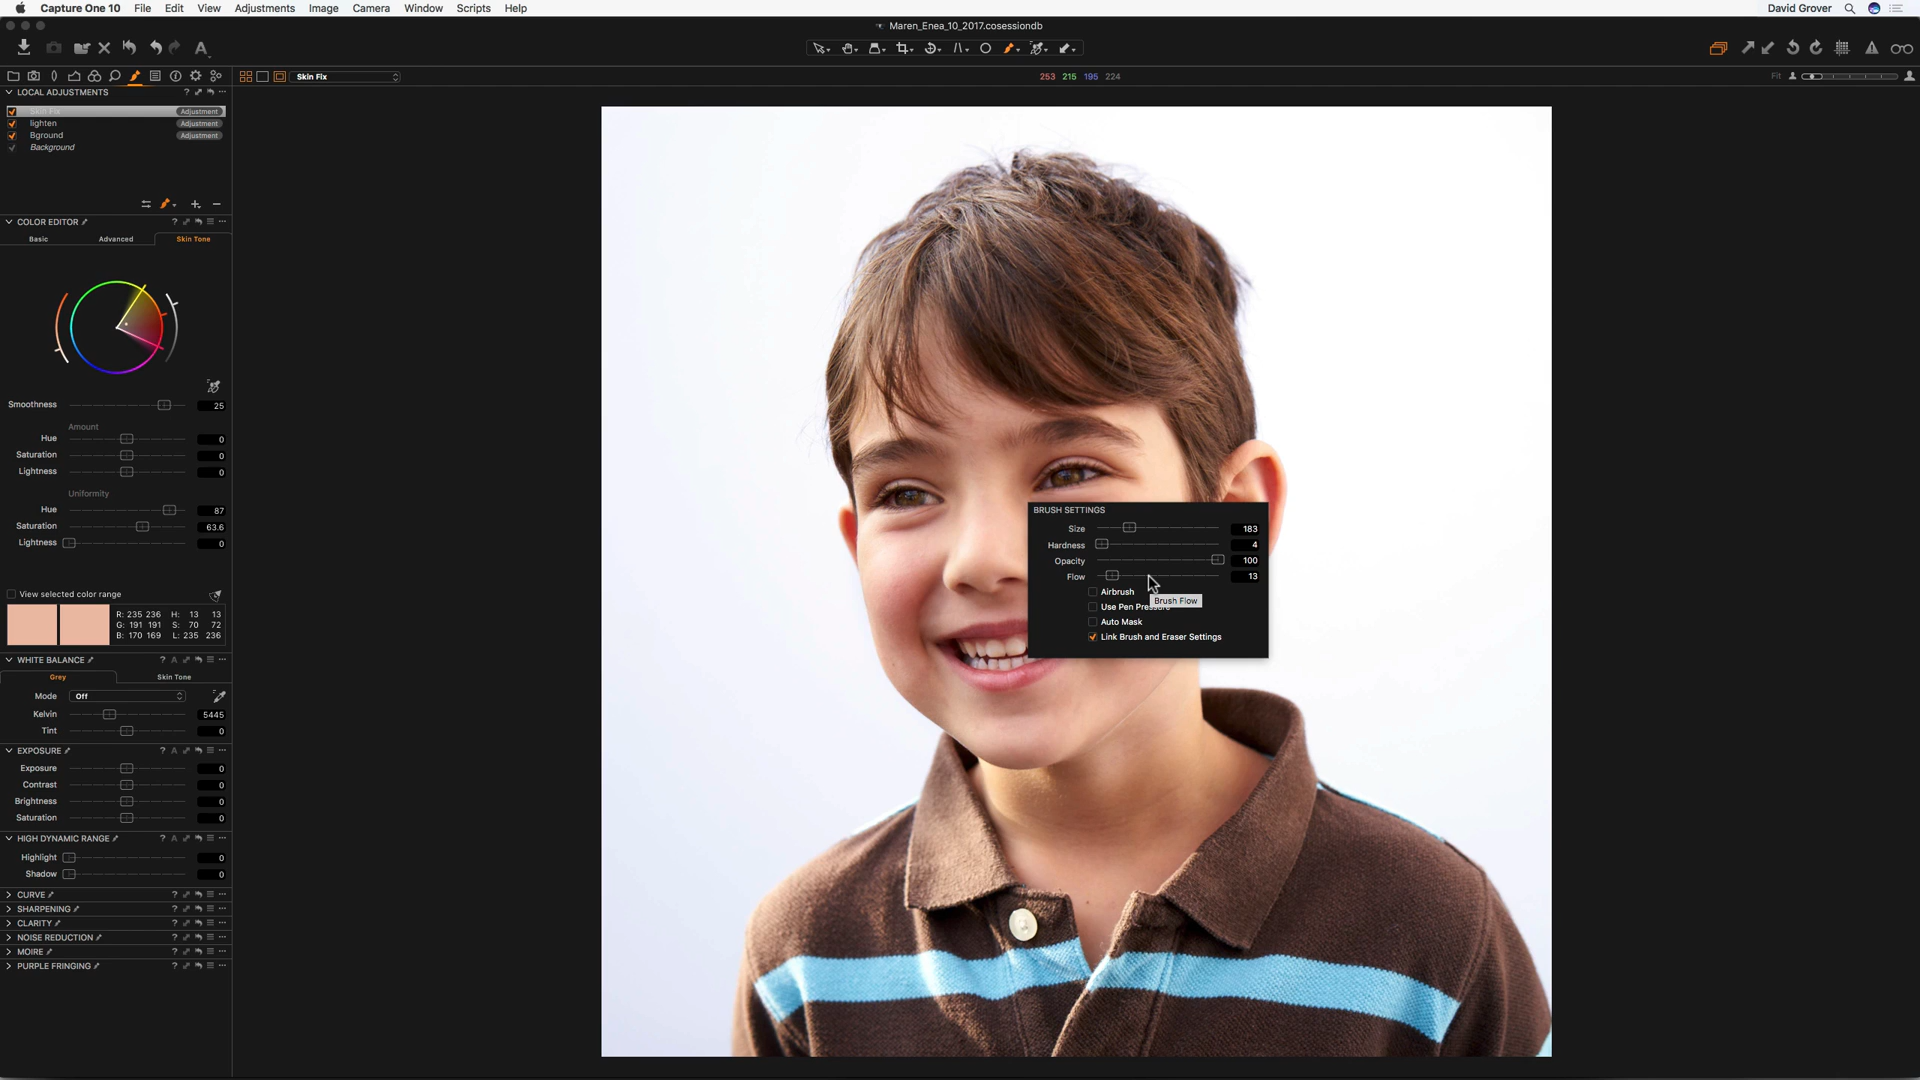 Capture One 10 File Edit View Adjustments Image Camera Window Scripts Help David Grover
Maren_Enea_10_2017.cosessiondb
Skin Fix 253 215 195 224 Fit
LOCAL ADJUSTMENTS
Skin Fix Adjustment
lighten Adjustment
Bground Adjustment
Background
COLOR EDITOR
Basic Advanced Skin Tone
Smoothness 25
Amount
Hue 0
Saturation 0
Lightness 0
Uniformity
Hue 87
Saturation 63.6
Lightness 0
View selected color range
R: 235 236 H: 13 13
G: 191 191 S: 70 72
B: 170 169 L: 235 236
WHITE BALANCE
Grey Skin Tone
Mode Off
Kelvin 5445
Tint 0
EXPOSURE
Exposure 0
Contrast 0
Brightness 0
Saturation 0
HIGH DYNAMIC RANGE
Highlight 0
Shadow 0
CURVE
SHARPENING
CLARITY
NOISE REDUCTION
MOIRE
PURPLE FRINGING
BRUSH SETTINGS
Size 183
Hardness 4
Opacity 100
Flow 13
Airbrush
Brush Flow
Use Pen Pressure
Auto Mask
Link Brush and Eraser Settings